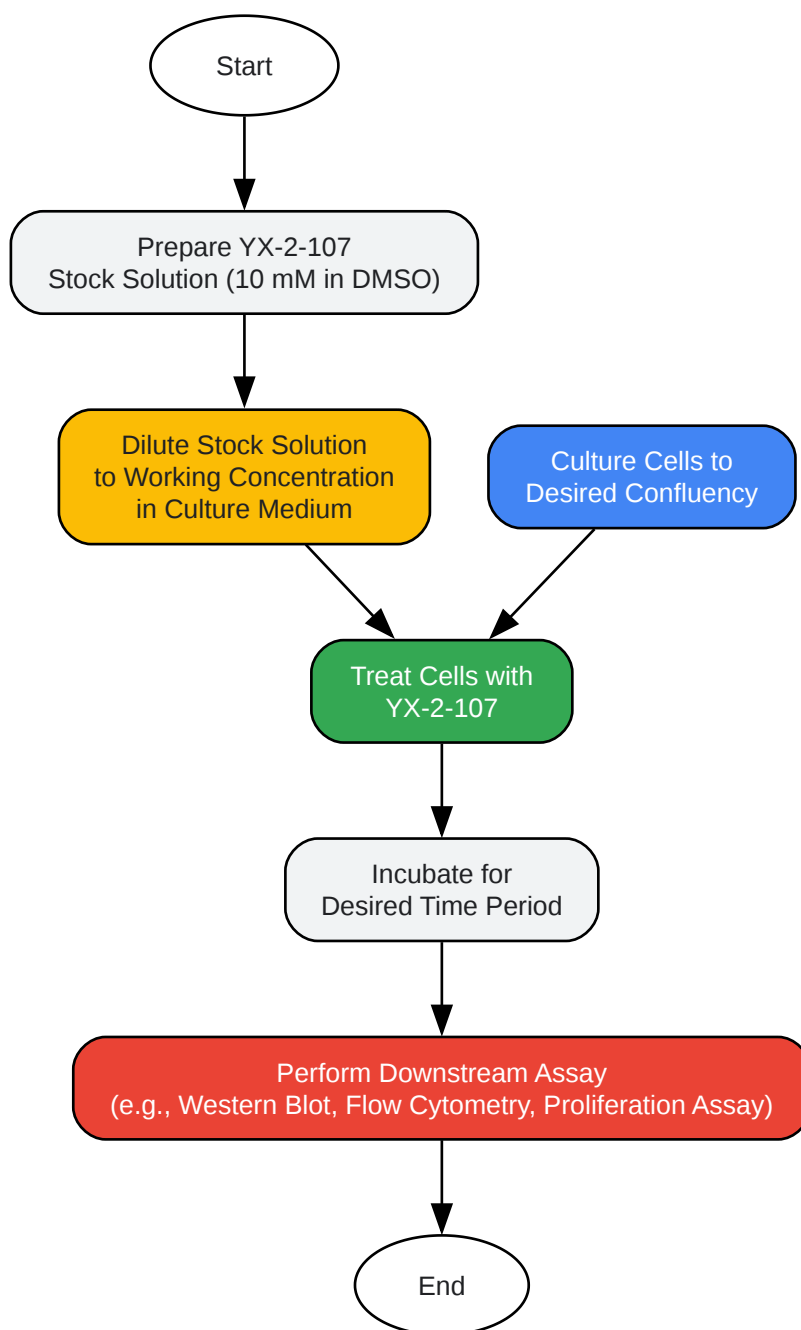 Start
Prepare YX-2-107
Stock Solution (10 mM in DMSO)
Dilute Stock Solution
to Working Concentration
in Culture Medium
Culture Cells to
Desired Confluency
Treat Cells with
YX-2-107
Incubate for
Desired Time Period
Perform Downstream Assay
(e.g., Western Blot, Flow Cytometry, Proliferation Assay)
End